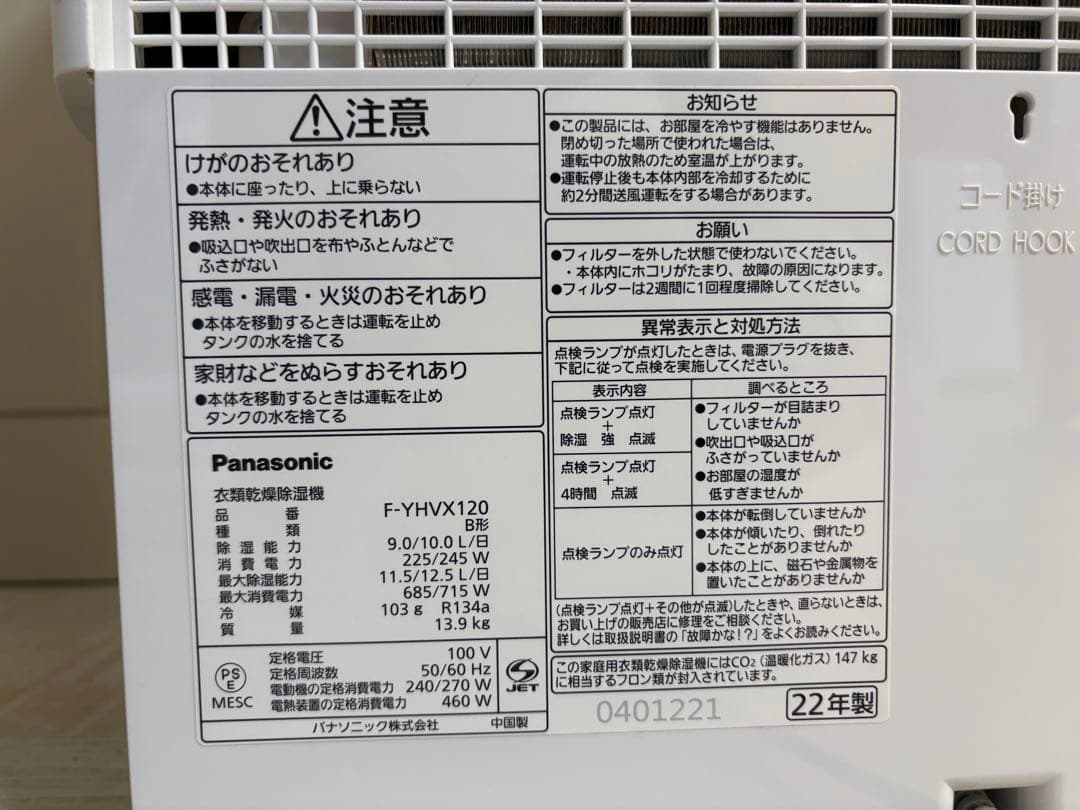 注意
けがのおそれあり
●本体に座ったり、上に乗らない
発熱・発火のおそれあり
●吸込口や吹出口を布やふとんなどで
ふさがない
感電・漏電・火災のおそれあり
●本体を移動するときは運転を止め
タンクの水を捨てる
家財などをぬらすおそれあり
●本体を移動するときは運転を止め
タンクの水を捨てる
Panasonic
衣類乾燥除湿機
品番 F-YHVX120
種類 B形
除湿能力 9.0/10.0 L/日
消費電力 225/245 W
最大除湿能力 11.5/12.5 L/日
最大消費電力 685/715 W
冷媒 103 g R134a
質量 13.9 kg
PS
E
MESC
定格電圧 100 V
定格周波数 50/60 Hz
電動機の定格消費電力 240/270 W
電熱装置の定格消費電力 460 W
JET
パナソニック株式会社 中国製
お知らせ
●この製品には、お部屋を冷やす機能はありません。
閉め切った場所で使われた場合は、
運転中の放熱のため室温が上がります。
●運転停止後も本体内部を冷却するために
約2分間送風運転をする場合があります。
お願い
●フィルターを外した状態で使わないでください。
・本体内にホコリがたまり、故障の原因になります。
●フィルターは2週間に1回程度掃除してください。
異常表示と対処方法
点検ランプが点灯したときは、電源プラグを抜き、
下記に従って点検を実施してください。
表示内容 調べるところ
点検ランプ点灯
+
除湿 強 点滅
点検ランプ点灯
+
4時間 点滅
●フィルターが目詰まり
していませんか
●吹出口や吸込口が
ふさがっていませんか
●お部屋の湿度が
低すぎませんか
点検ランプのみ点灯
●本体が転倒していませんか
●本体が傾いたり、倒れたり
したことがありませんか
●本体の上に、磁石や金属物を
置いたことがありませんか
(点検ランプ点灯+その他が点滅)したときや、直らないときは、
お買い上げの販売店に修理をご相談ください。
詳しくは取扱説明書の「故障かな!?」をよくお読みください。
この家庭用衣類乾燥除湿機にはCO₂(温暖化ガス)147 kg
に相当するフロン類が封入されています。
0401221
22年製
コード掛け
CORD HOOK